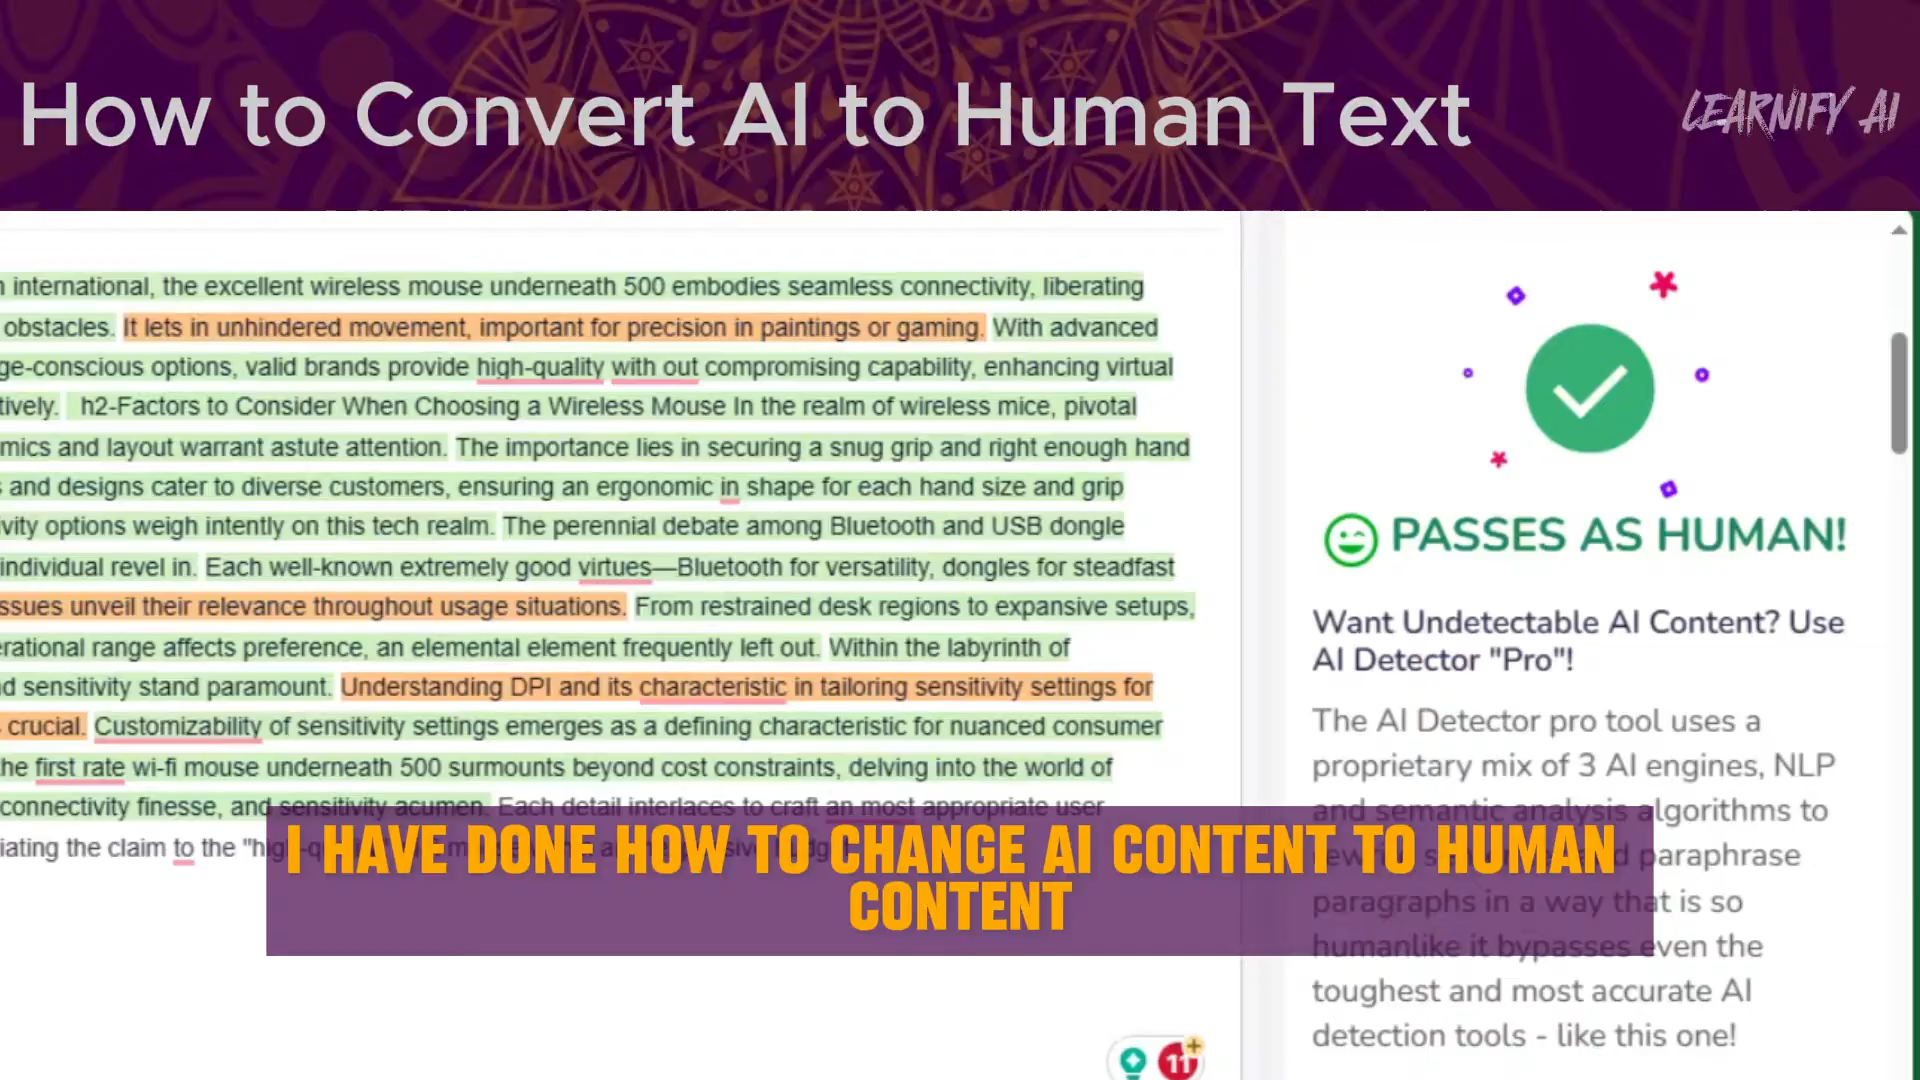 How to Convert AI to Human Text
LEARNIFY AI
international, the excellent wireless mouse underneath 500 embodies seamless connectivity, liberating
obstacles. It lets in unhindered movement, important for precision in paintings or gaming. With advanced
ge-conscious options, valid brands provide high-quality with out compromising capability, enhancing virtual
tively. h2-Factors to Consider When Choosing a Wireless Mouse In the realm of wireless mice, pivotal
mics and layout warrant astute attention. The importance lies in securing a snug grip and right enough hand
s and designs cater to diverse customers, ensuring an ergonomic in shape for each hand size and grip
ivity options weigh intently on this tech realm. The perennial debate among Bluetooth and USB dongle
individual revel in. Each well-known extremely good virtues—Bluetooth for versatility, dongles for steadfast
ssues unveil their relevance throughout usage situations. From restrained desk regions to expansive setups,
erational range affects preference, an elemental element frequently left out. Within the labyrinth of
d sensitivity stand paramount. Understanding DPI and its characteristic in tailoring sensitivity settings for
crucial. Customizability of sensitivity settings emerges as a defining characteristic for nuanced consumer
the first rate wi-fi mouse underneath 500 surmounts beyond cost constraints, delving into the world of
connectivity finesse, and sensitivity acumen. Each detail interlaces to craft an most appropriate user
iating the claim to the
I HAVE DONE HOW TO CHANGE AI CONTENT TO HUMAN
CONTENT
PASSES AS HUMAN!
Want Undetectable AI Content? Use
AI Detector "Pro"!
The AI Detector pro tool uses a
proprietary mix of 3 AI engines, NLP
and semantic analysis algorithms to
paraphrase
paragraphs in a way that is so
humanlike it bypasses even the
toughest and most accurate AI
detection tools - like this one!
11